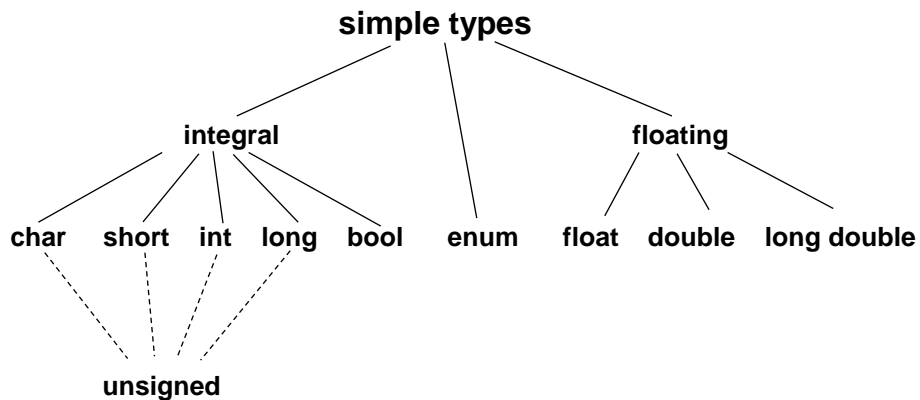 simple types
integral floating
char short int long bool enum float double long double
unsigned